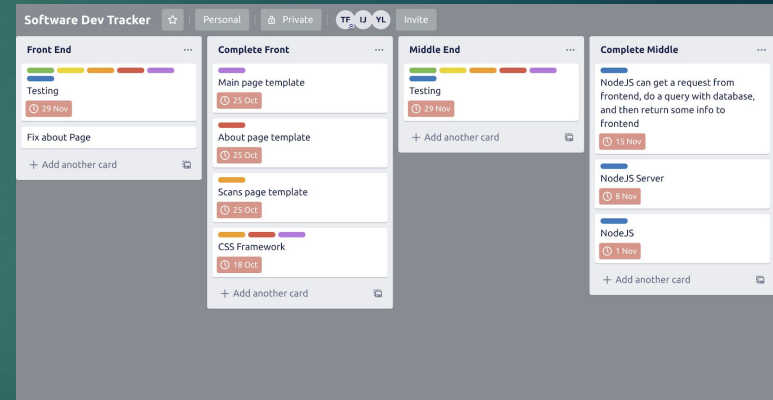 Software Dev Tracker
Personal
Private
TF IJ YL
Invite
Front End
Testing
29 Nov
Fix about Page
+ Add another card
Complete Front
Main page template
25 Oct
About page template
25 Oct
Scans page template
25 Oct
CSS Framework
18 Oct
+ Add another card
Middle End
Testing
29 Nov
+ Add another card
Complete Middle
NodeJS can get a request from
frontend, do a query with database,
and then return some info to
frontend
15 Nov
NodeJS Server
8 Nov
NodeJS
1 Nov
+ Add another card